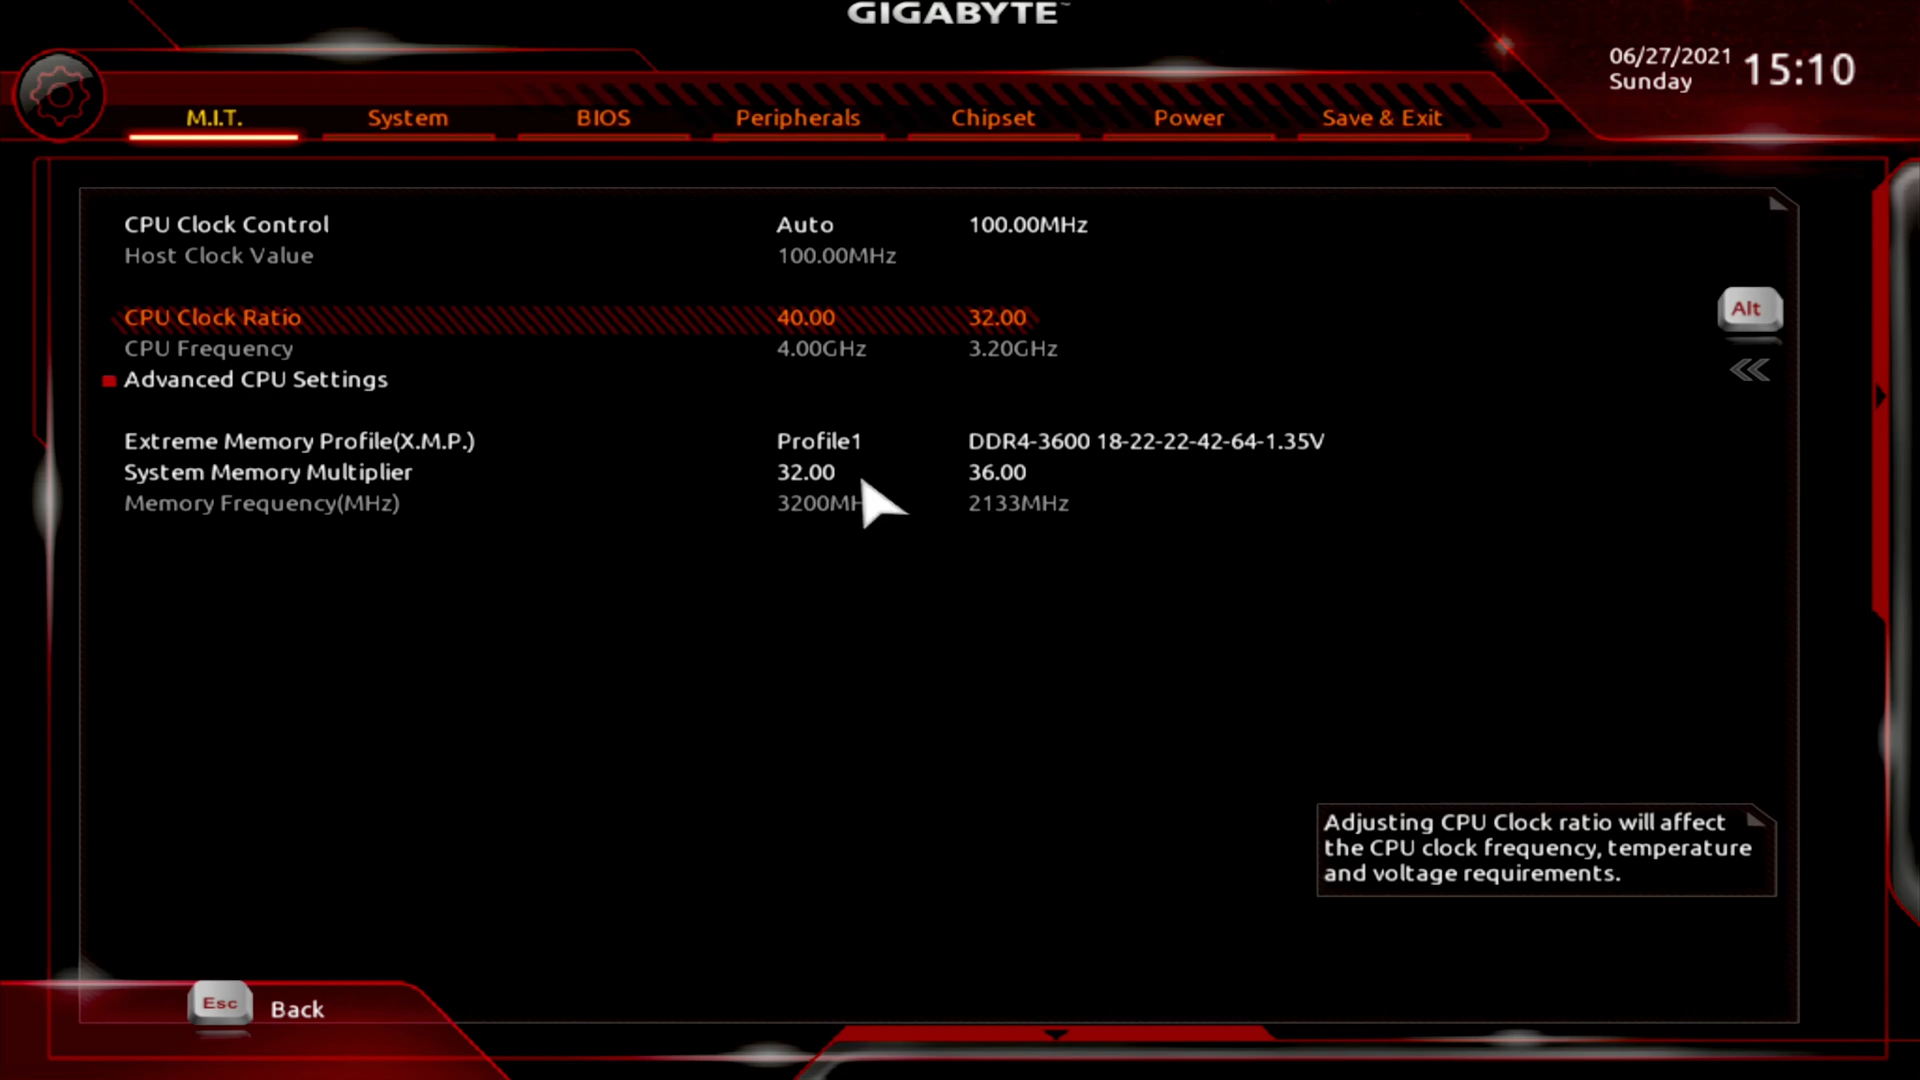 GIGABYTE™
06/27/2021 15:10
Sunday
M.I.T. System BIOS Peripherals Chipset Power Save & Exit
CPU Clock Control Auto 100.00MHz
Host Clock Value 100.00MHz
CPU Clock Ratio 40.00 32.00
CPU Frequency 4.00GHz 3.20GHz
Advanced CPU Settings
Extreme Memory Profile(X.M.P.) Profile1 DDR4-3600 18-22-22-42-64-1.35V
System Memory Multiplier 32.00 36.00
Memory Frequency(MHz) 3200MH 2133MHz
Alt
Adjusting CPU Clock ratio will affect
the CPU clock frequency, temperature
and voltage requirements.
Esc Back